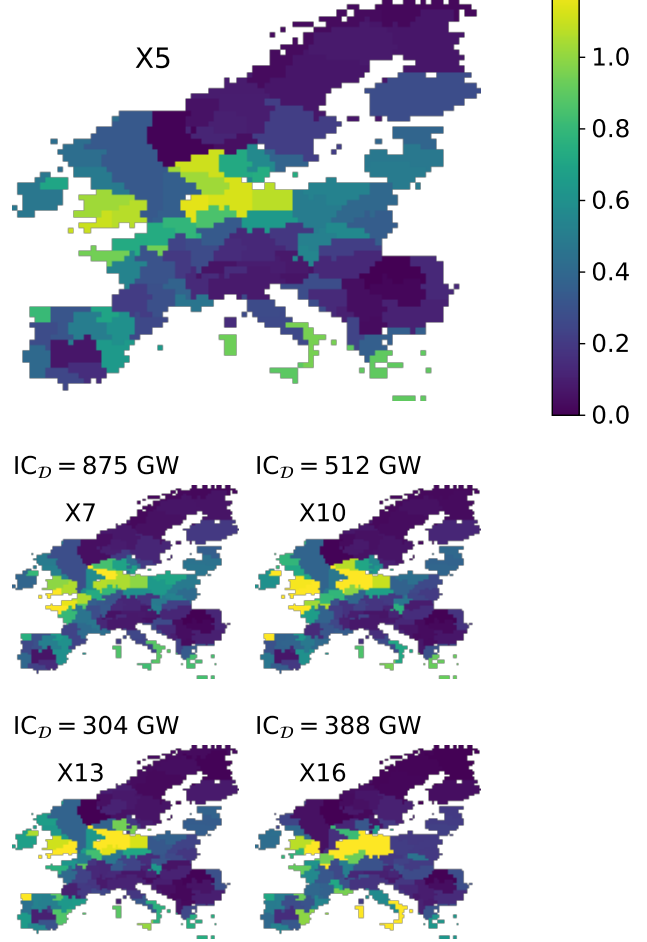 X5
1.0
0.8
0.6
0.4
0.2
0.0
IC𝒟 = 875 GW
IC𝒟 = 512 GW
X7
X10
IC𝒟 = 304 GW
IC𝒟 = 388 GW
X13
X16